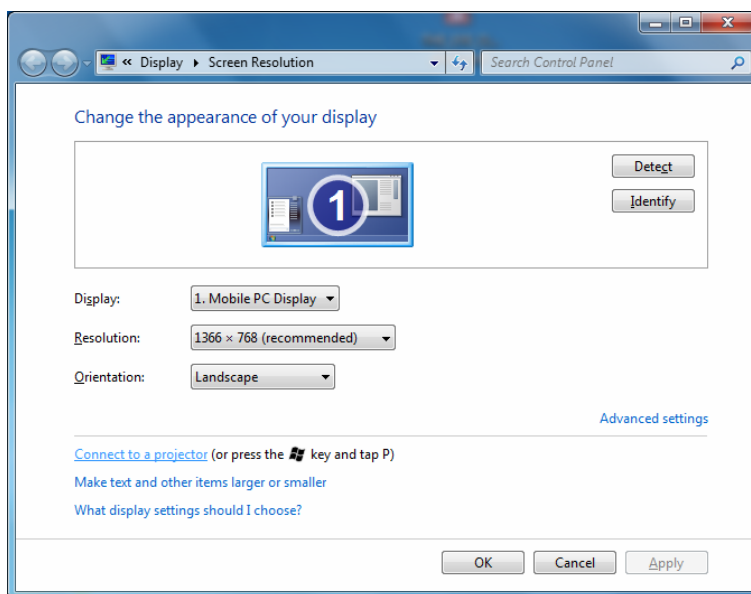 « Display ▸ Screen Resolution
Search Control Panel
Change the appearance of your display
1
Detect
Identify
Display: 1. Mobile PC Display
Resolution: 1366 × 768 (recommended)
Orientation: Landscape
Advanced settings
Connect to a projector (or press the key and tap P)
Make text and other items larger or smaller
What display settings should I choose?
OK Cancel Apply